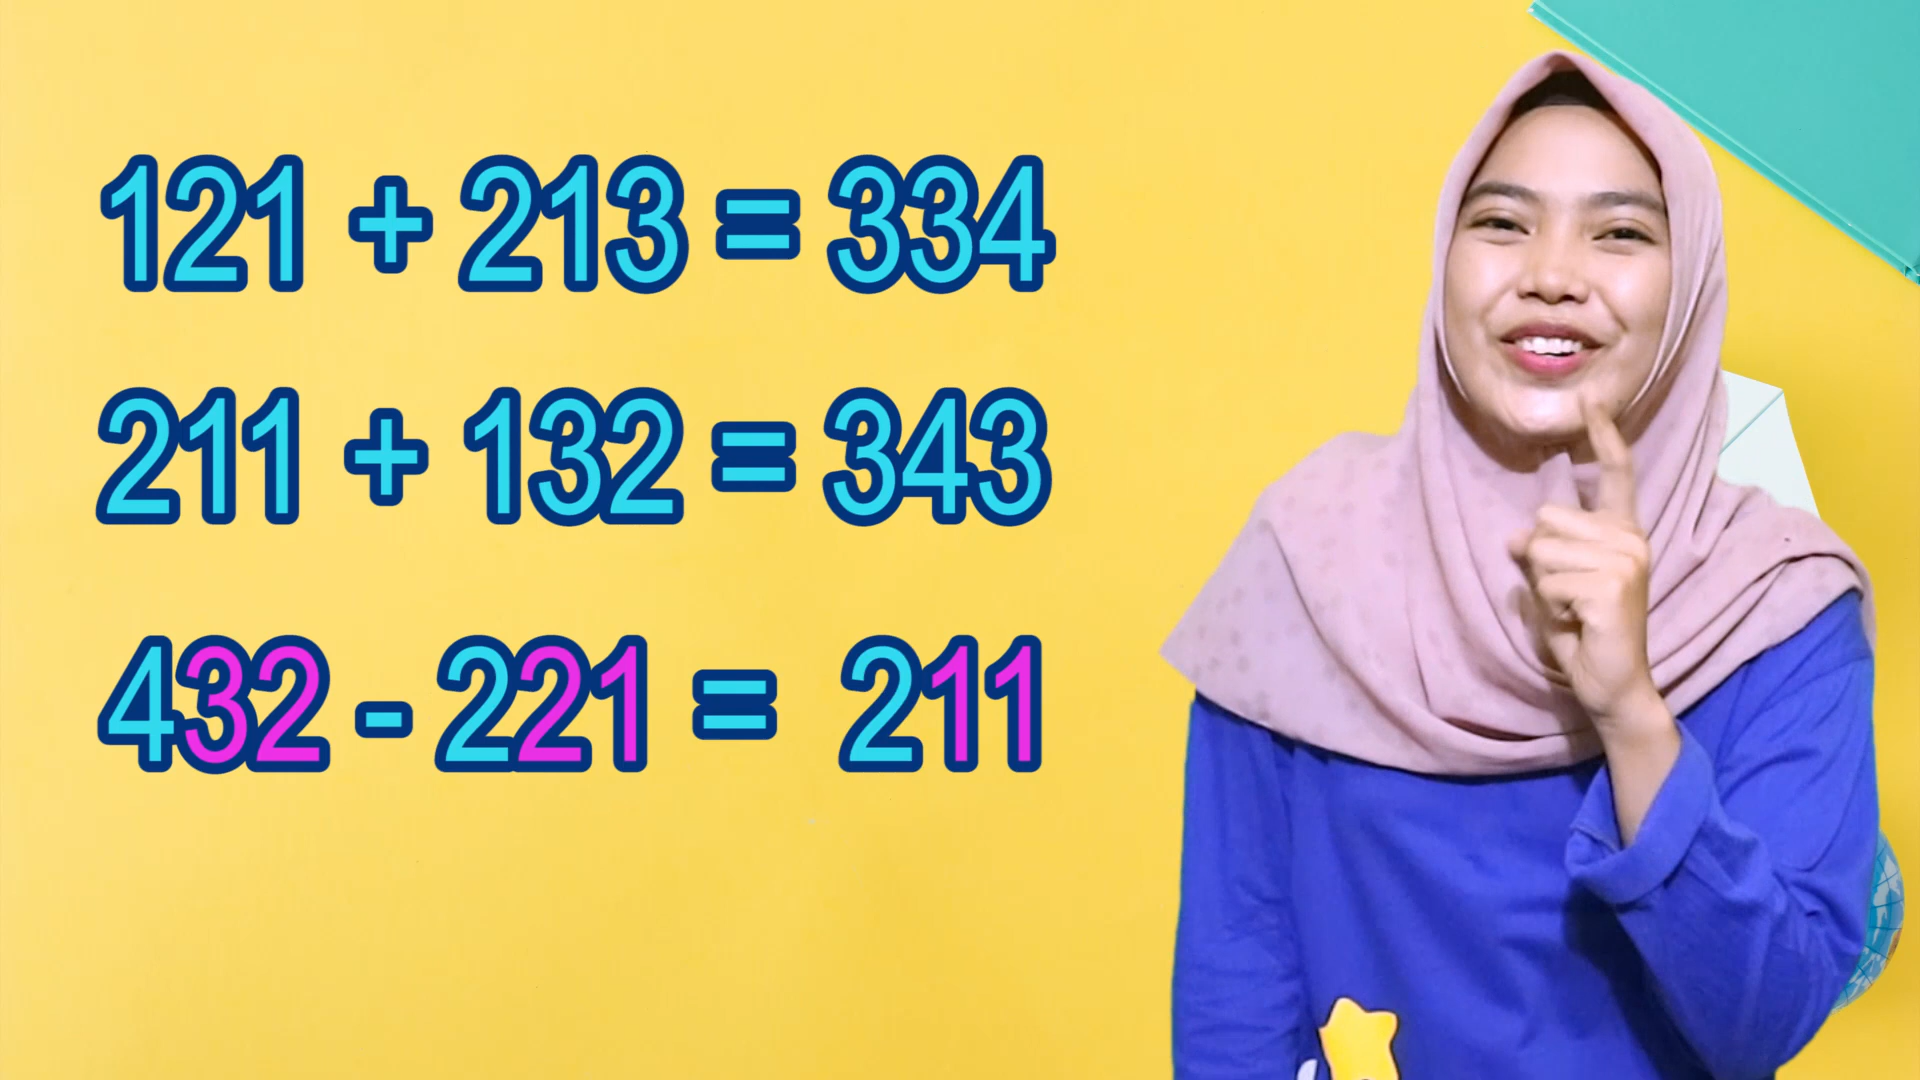 121 + 213 = 334
211 + 132 = 343
432 - 221 = 211